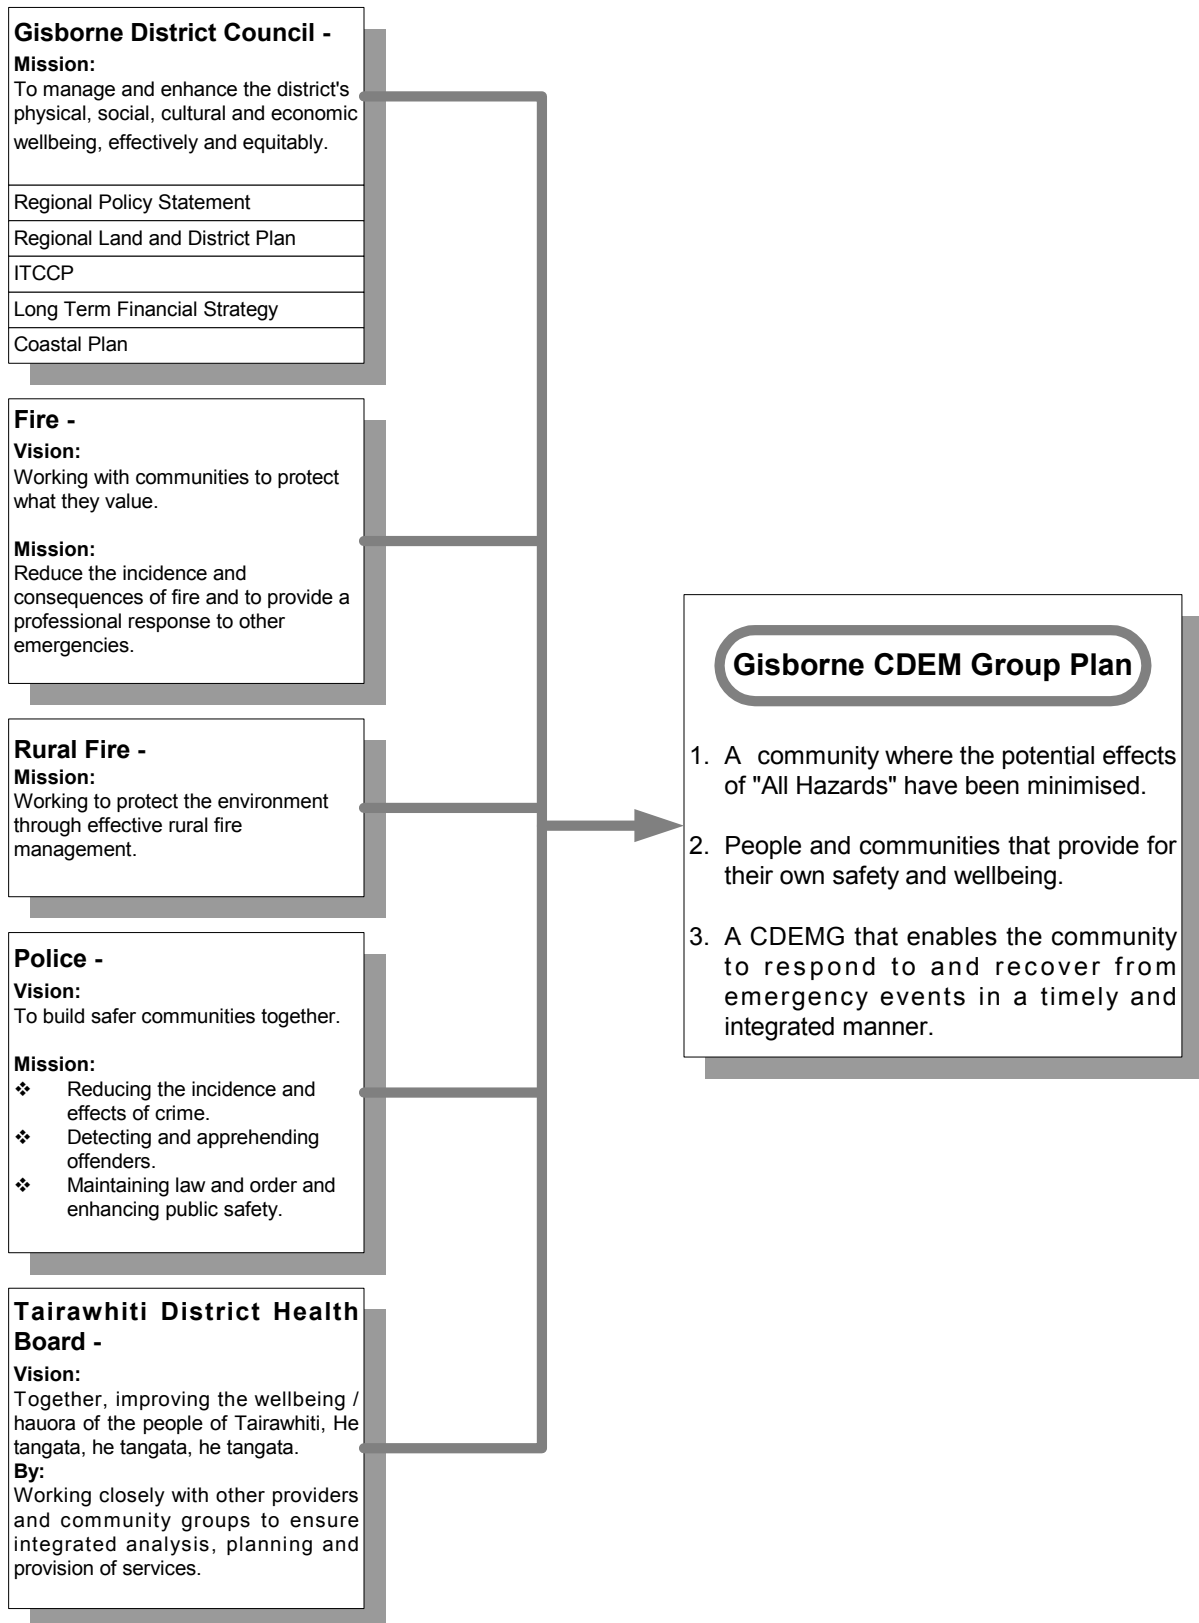 Gisborne District Council -
Mission:
To manage and enhance the district's
physical, social, cultural and economic
wellbeing, effectively and equitably.
Regional Policy Statement
Regional Land and District Plan
ITCCP
Long Term Financial Strategy
Coastal Plan
Fire -
Vision:
Working with communities to protect
what they value.
Mission:
Reduce the incidence and
consequences of fire and to provide a
professional response to other
emergencies.
Rural Fire -
Mission:
Working to protect the environment
through effective rural fire
management.
Police -
Vision:
To build safer communities together.
Mission:
❖ Reducing the incidence and
effects of crime.
❖ Detecting and apprehending
offenders.
❖ Maintaining law and order and
enhancing public safety.
Tairawhiti District Health
Board -
Vision:
Together, improving the wellbeing /
hauora of the people of Tairawhiti, He
tangata, he tangata, he tangata.
By:
Working closely with other providers
and community groups to ensure
integrated analysis, planning and
provision of services.
Gisborne CDEM Group Plan
1. A community where the potential effects
of "All Hazards" have been minimised.
2. People and communities that provide for
their own safety and wellbeing.
3. A CDEMG that enables the community
to respond to and recover from
emergency events in a timely and
integrated manner.